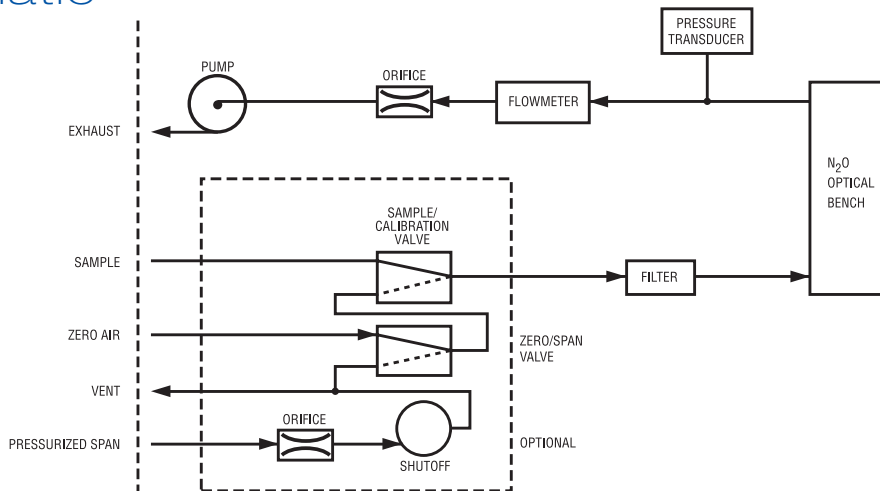 PRESSURE
TRANSDUCER
PUMP
ORIFICE
FLOWMETER
EXHAUST
N₂O
OPTICAL
BENCH
SAMPLE/
CALIBRATION
VALVE
SAMPLE
FILTER
ZERO AIR
ZERO/SPAN
VALVE
VENT
ORIFICE
PRESSURIZED SPAN
OPTIONAL
SHUTOFF